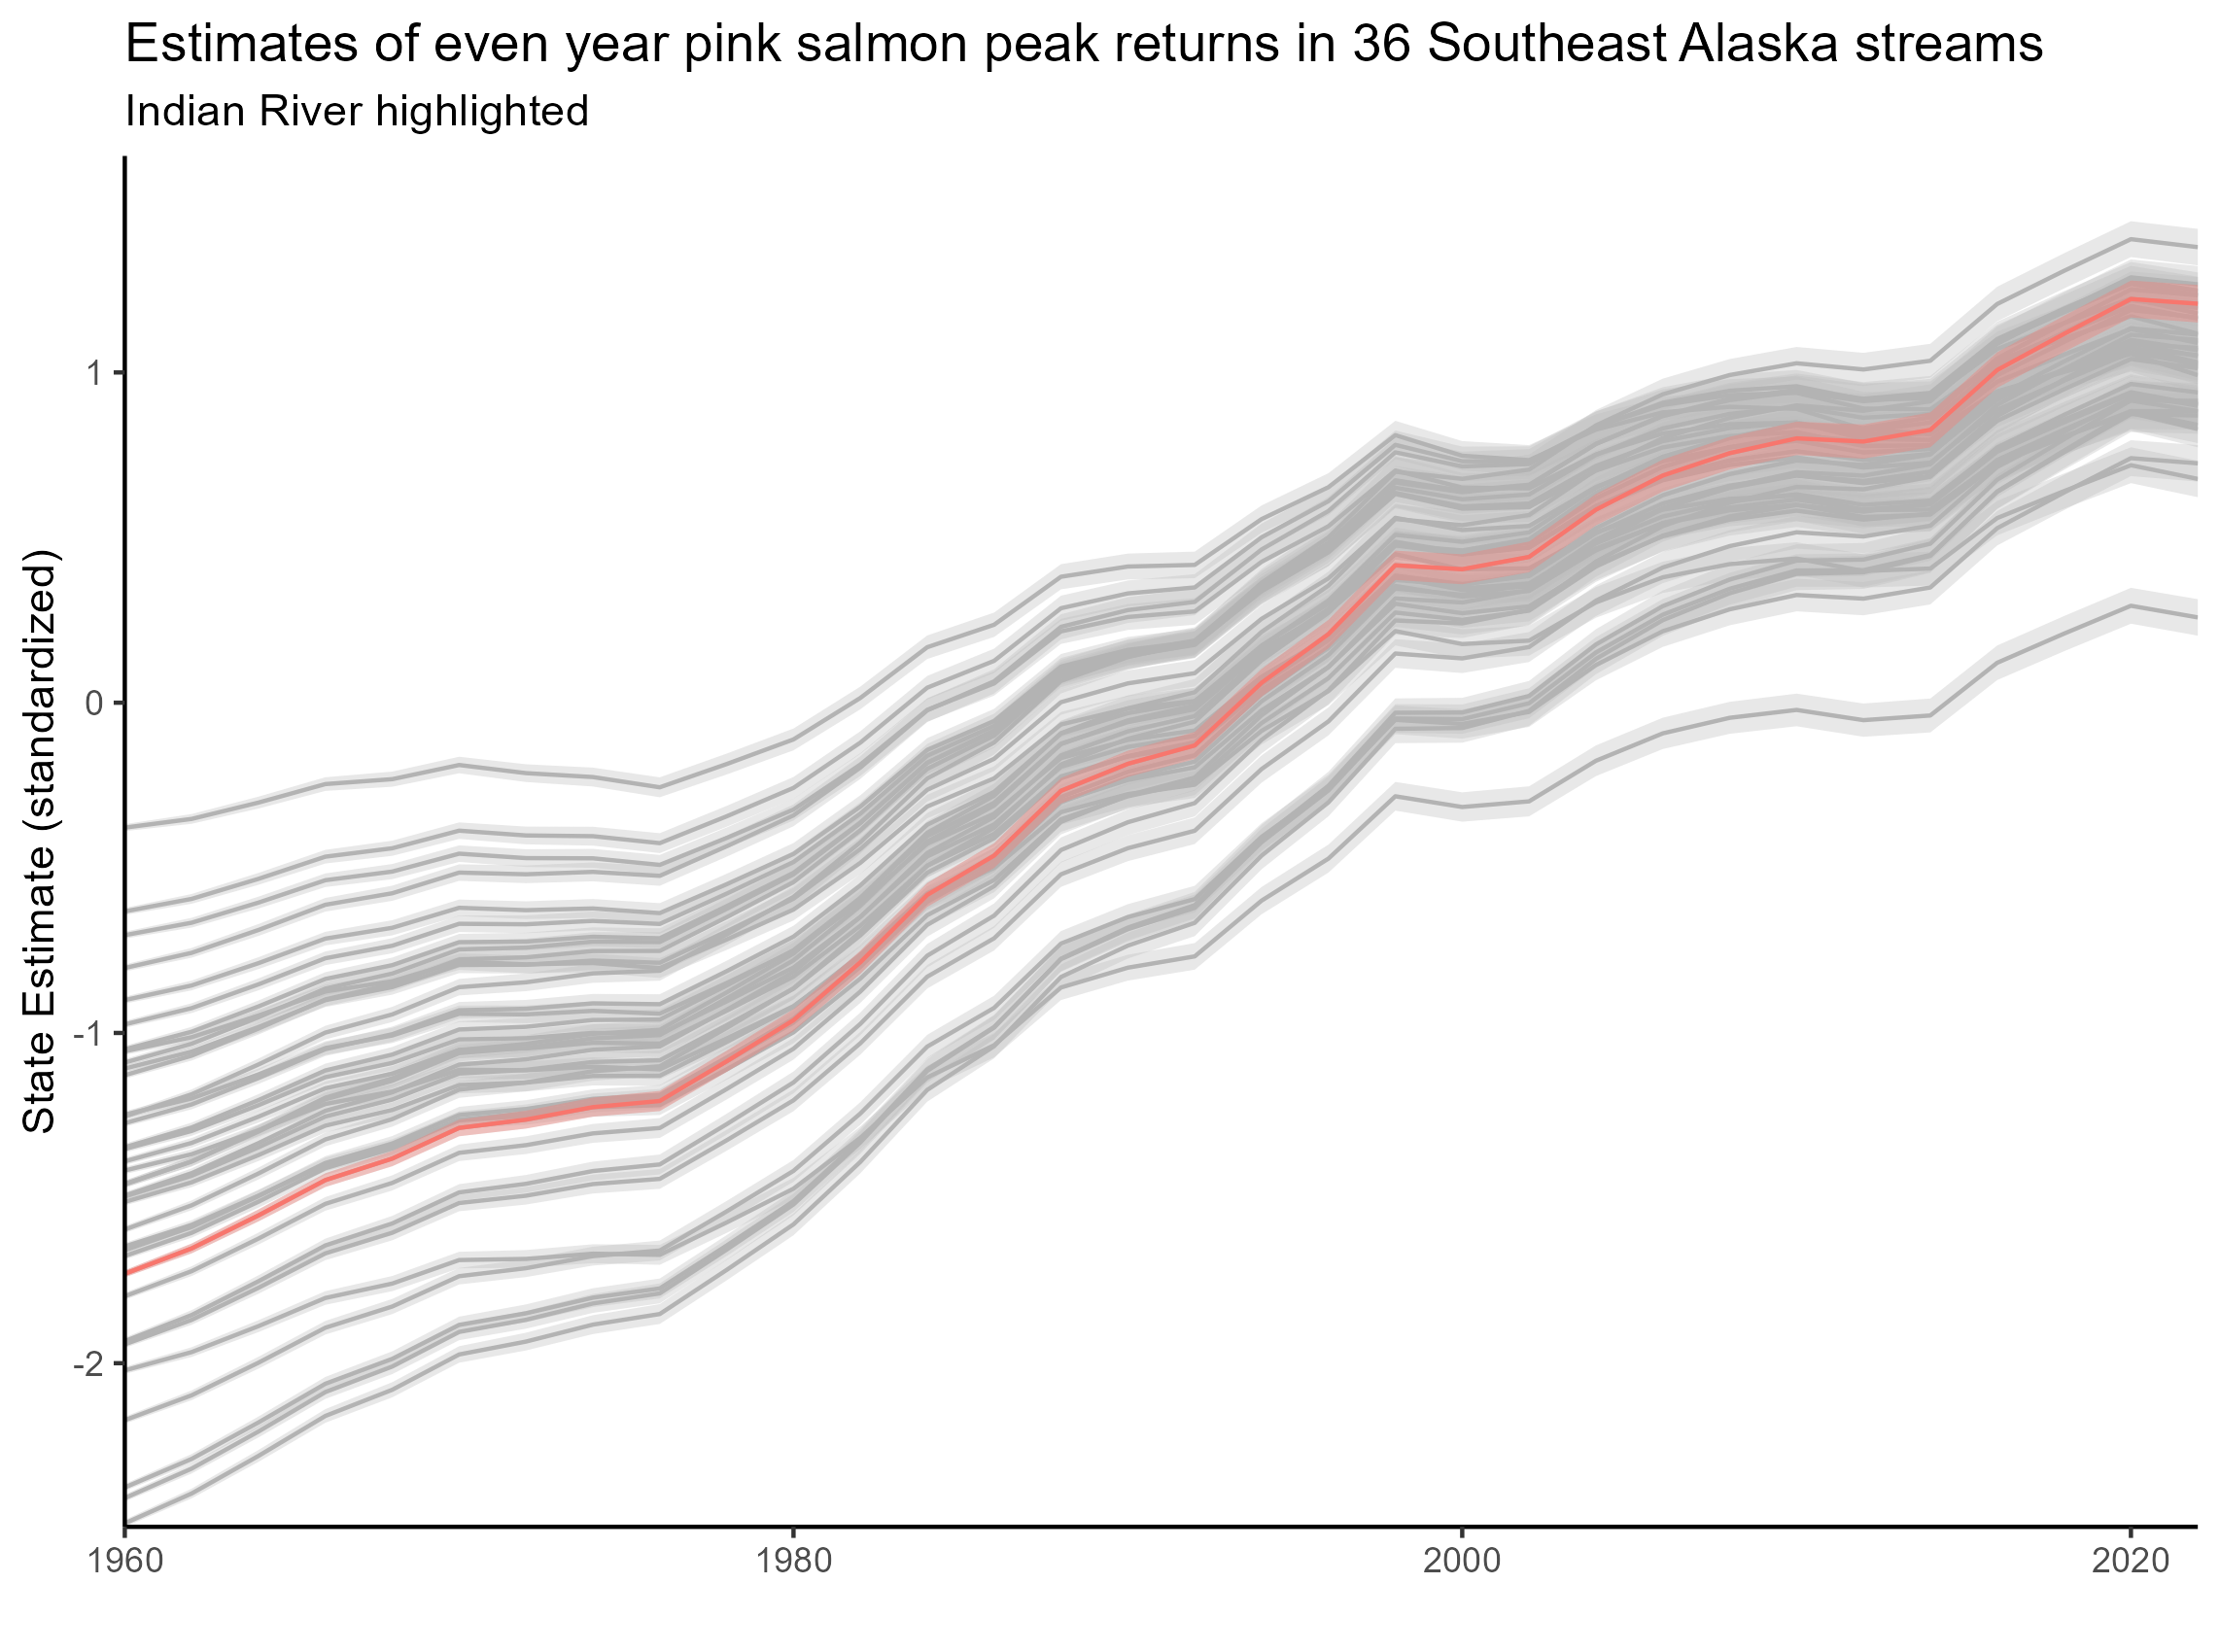 Estimates of even year pink salmon peak returns in 36 Southeast Alaska streams
Indian River highlighted
State Estimate (standardized)
1
0
-1
-2
1960
1980
2000
2020